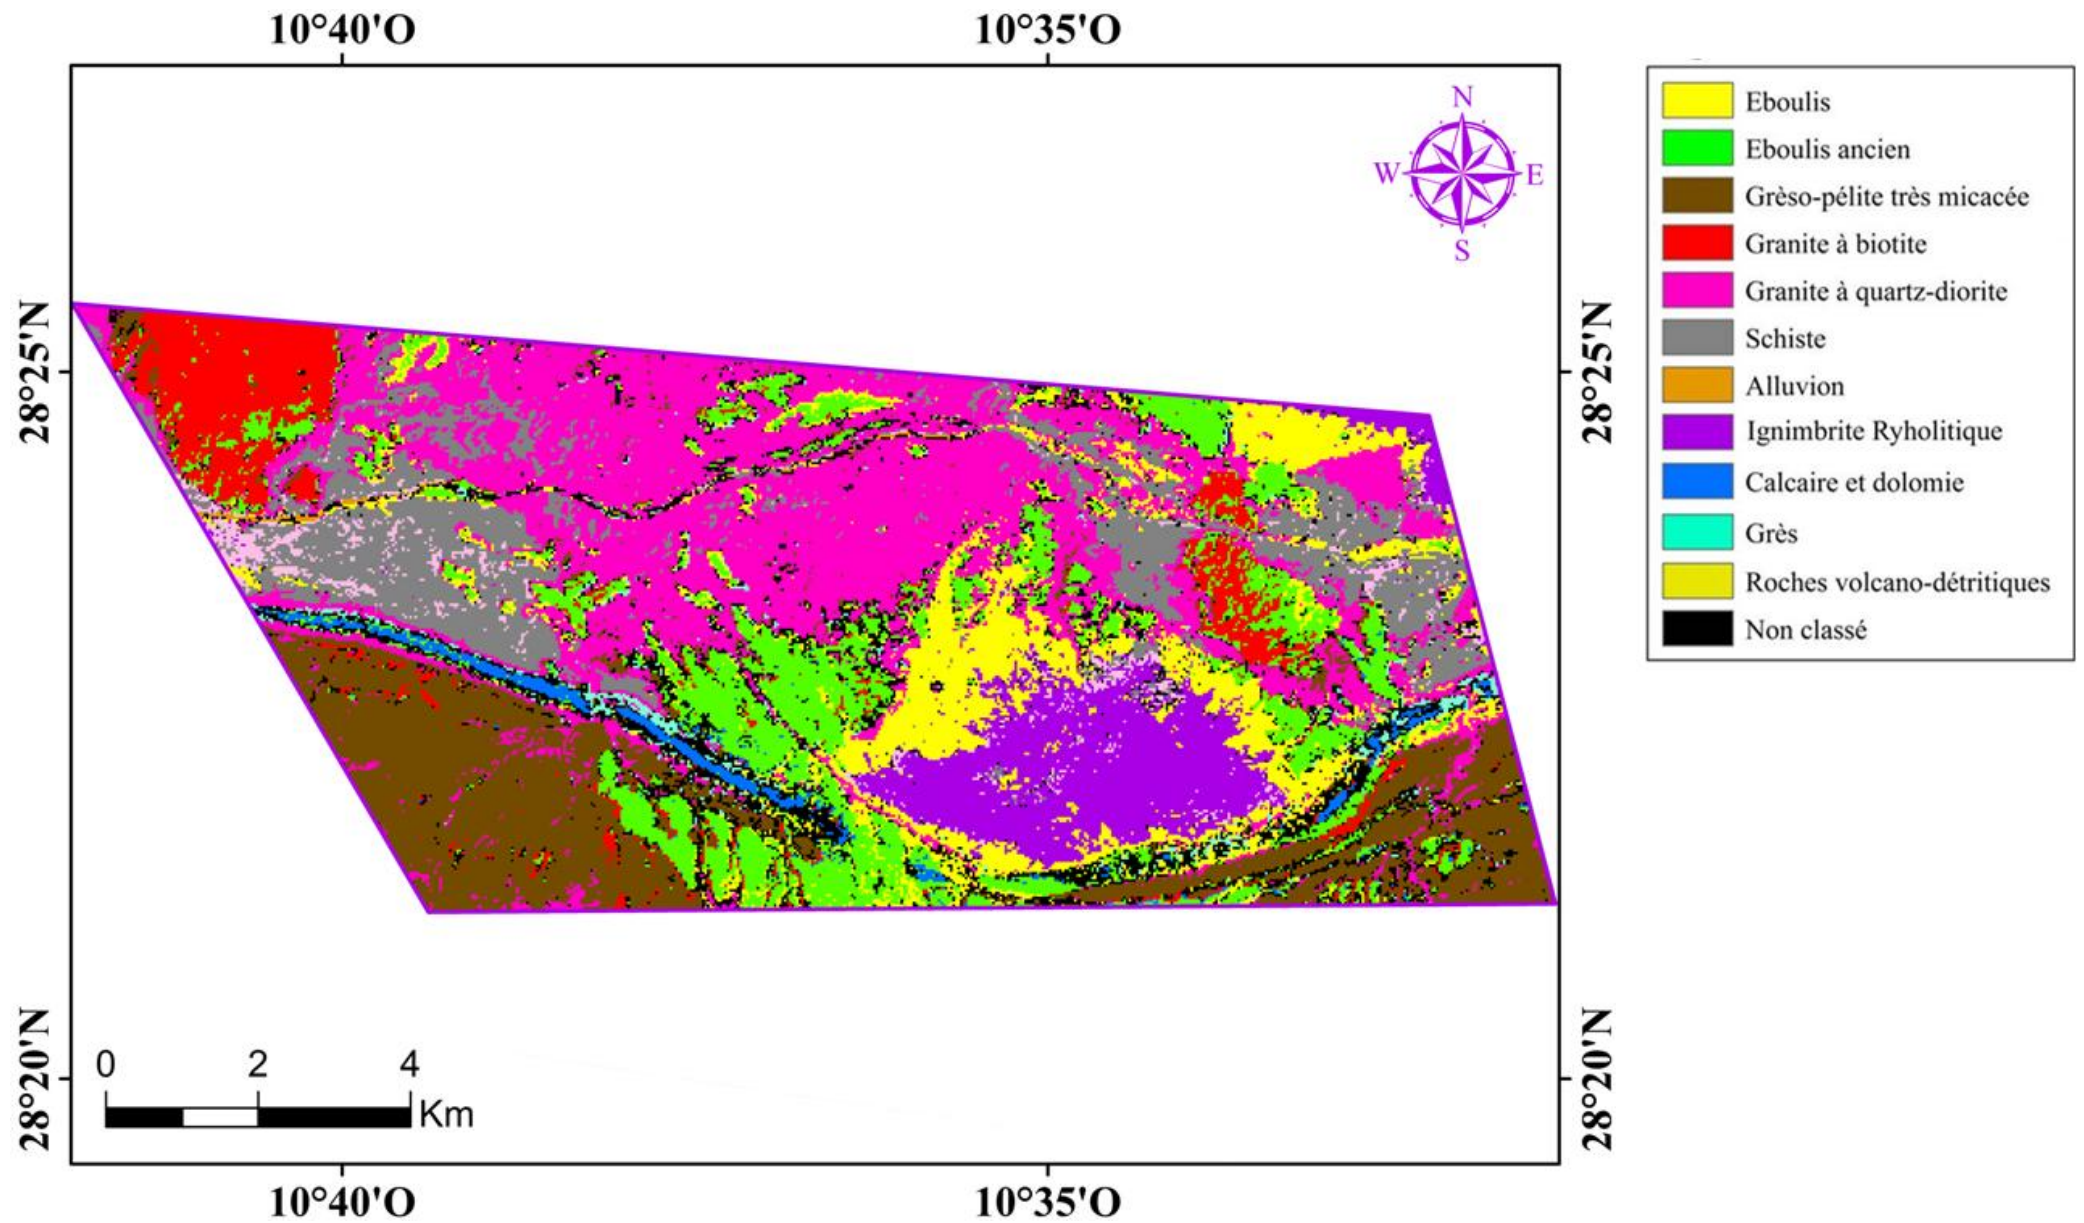 10°40'O
10°35'O
N
W
E
S
28°25'N
28°25'N
Eboulis
Eboulis ancien
Grèso-pélite très micacée
Granite à biotite
Granite à quartz-diorite
Schiste
Alluvion
Ignimbrite Ryholitique
Calcaire et dolomie
Grès
Roches volcano-détritiques
Non classé
28°20'N
28°20'N
0 2 4
Km
10°40'O
10°35'O